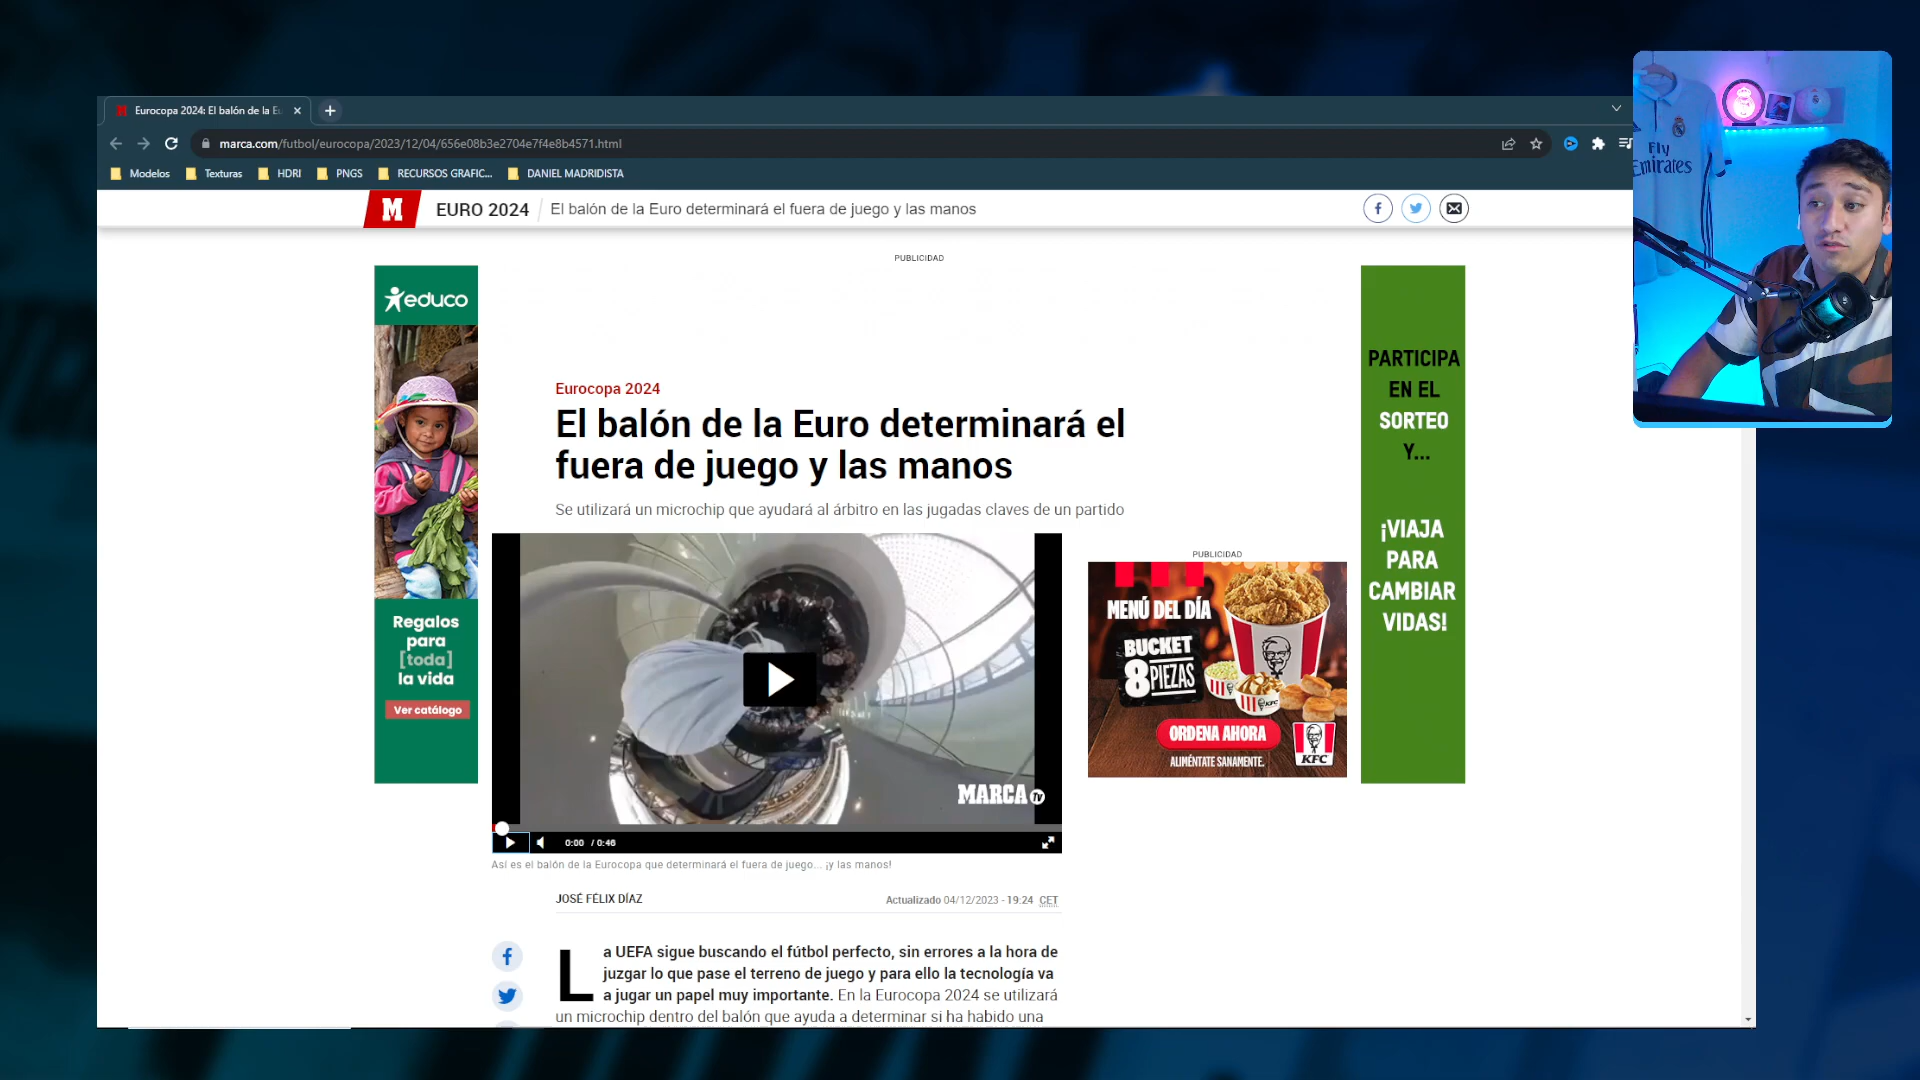 Eurocopa 2024: El balón de la E
marca.com/futbol/eurocopa/2023/12/04/656e08b3e2704e7f4e8b4571.html
Modelos
Texturas
HDRI
PNGS
RECURSOS GRAFIC...
DANIEL MADRIDISTA
M
EURO 2024
El balón de la Euro determinará el fuera de juego y las manos
PUBLICIDAD
educo
Regalos
para
[toda]
la vida
Ver catálogo
Eurocopa 2024
El balón de la Euro determinará el
fuera de juego y las manos
Se utilizará un microchip que ayudará al árbitro en las jugadas claves de un partido
MARCA TV
0:00 / 0:46
Así es el balón de la Eurocopa que determinará el fuera de juego... ¡y las manos!
JOSÉ FÉLIX DÍAZ
Actualizado 04/12/2023 - 19:24 CET
La UEFA sigue buscando el fútbol perfecto, sin errores a la hora de
juzgar lo que pase el terreno de juego y para ello la tecnología va
a jugar un papel muy importante. En la Eurocopa 2024 se utilizará
un microchip dentro del balón que ayuda a determinar si ha habido una
PUBLICIDAD
MENÚ DEL DÍA
BUCKET
8 PIEZAS
ORDENA AHORA
ALIMÉNTATE SANAMENTE.
KFC
PARTICIPA
EN EL
SORTEO
Y...
¡VIAJA
PARA
CAMBIAR
VIDAS!
Fly
Emirates